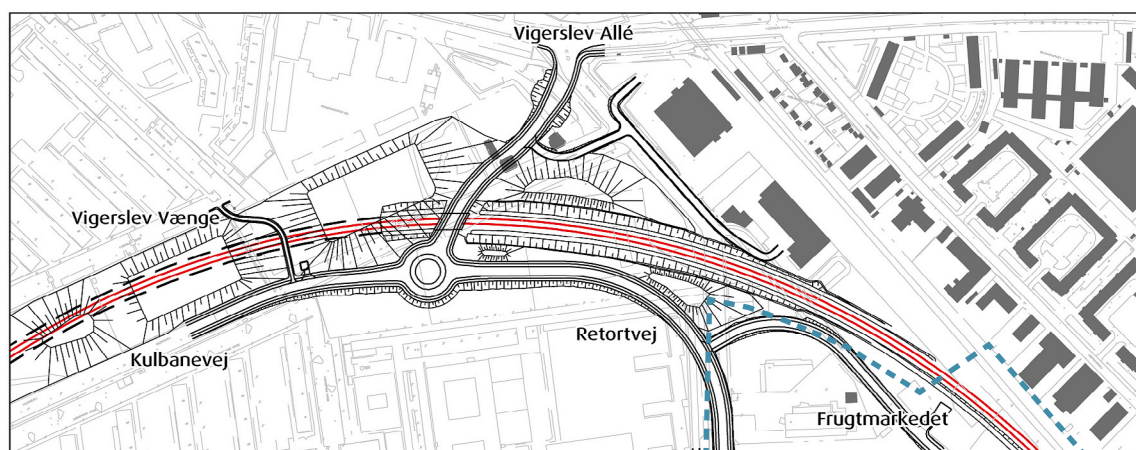 Vigerslev Allé
Vigerslev Vænge
Kulbanevej
Retortvej
Frugtmarkedet